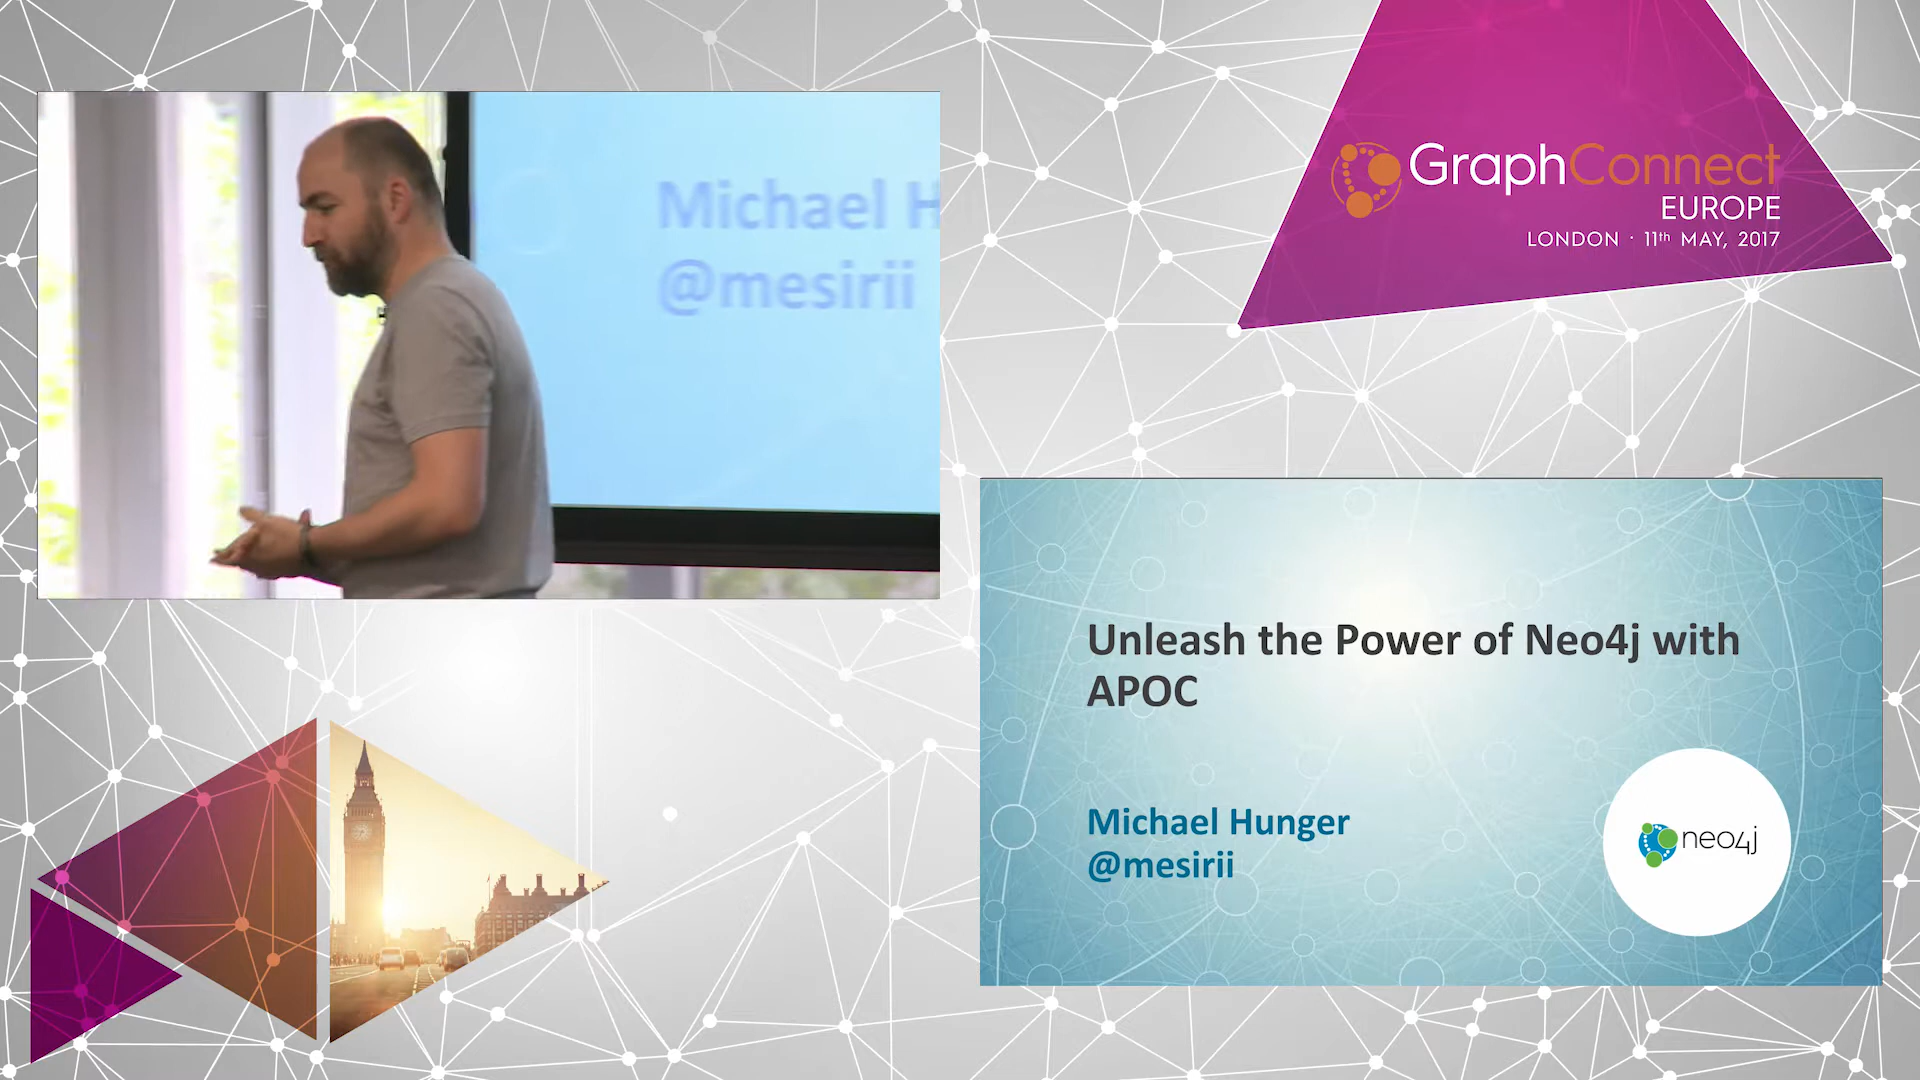 Michael H
@mesirii
GraphConnect
EUROPE
LONDON · 11th MAY, 2017
Unleash the Power of Neo4j with
APOC
Michael Hunger
@mesirii
neo4j